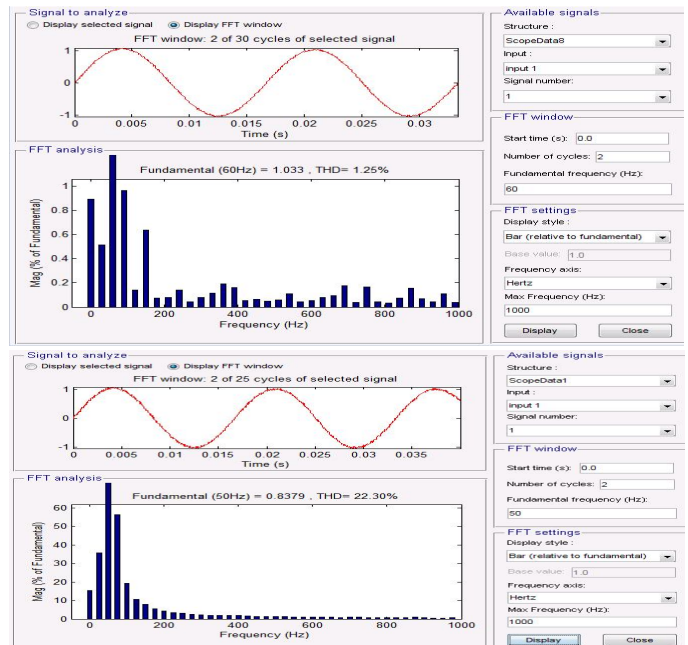 Signal to analyze
Display selected signal Display FFT window
FFT window: 2 of 30 cycles of selected signal
1
0
-1
0 0.005 0.01 0.015 0.02 0.025 0.03
Time (s)
FFT analysis
Fundamental (60Hz) = 1.033 , THD= 1.25%
Mag (% of Fundamental)
1
0.8
0.6
0.4
0.2
0
0 200 400 600 800 1000
Frequency (Hz)
Available signals
Structure :
ScopeData8
Input :
input 1
Signal number:
1
FFT window
Start time (s): 0.0
Number of cycles: 2
Fundamental frequency (Hz):
60
FFT settings
Display style :
Bar (relative to fundamental)
Base value: 1.0
Frequency axis:
Hertz
Max Frequency (Hz):
1000
Display Close
Signal to analyze
Display selected signal Display FFT window
FFT window: 2 of 25 cycles of selected signal
1
0
-1
0 0.005 0.01 0.015 0.02 0.025 0.03 0.035
Time (s)
FFT analysis
Fundamental (50Hz) = 0.8379 , THD= 22.30%
Mag (% of Fundamental)
60
50
40
30
20
10
0
0 200 400 600 800 1000
Frequency (Hz)
Available signals
Structure :
ScopeData1
Input :
input 1
Signal number:
1
FFT window
Start time (s): 0.0
Number of cycles: 2
Fundamental frequency (Hz):
50
FFT settings
Display style :
Bar (relative to fundamental)
Base value: 1.0
Frequency axis:
Hertz
Max Frequency (Hz):
1000
Display Close